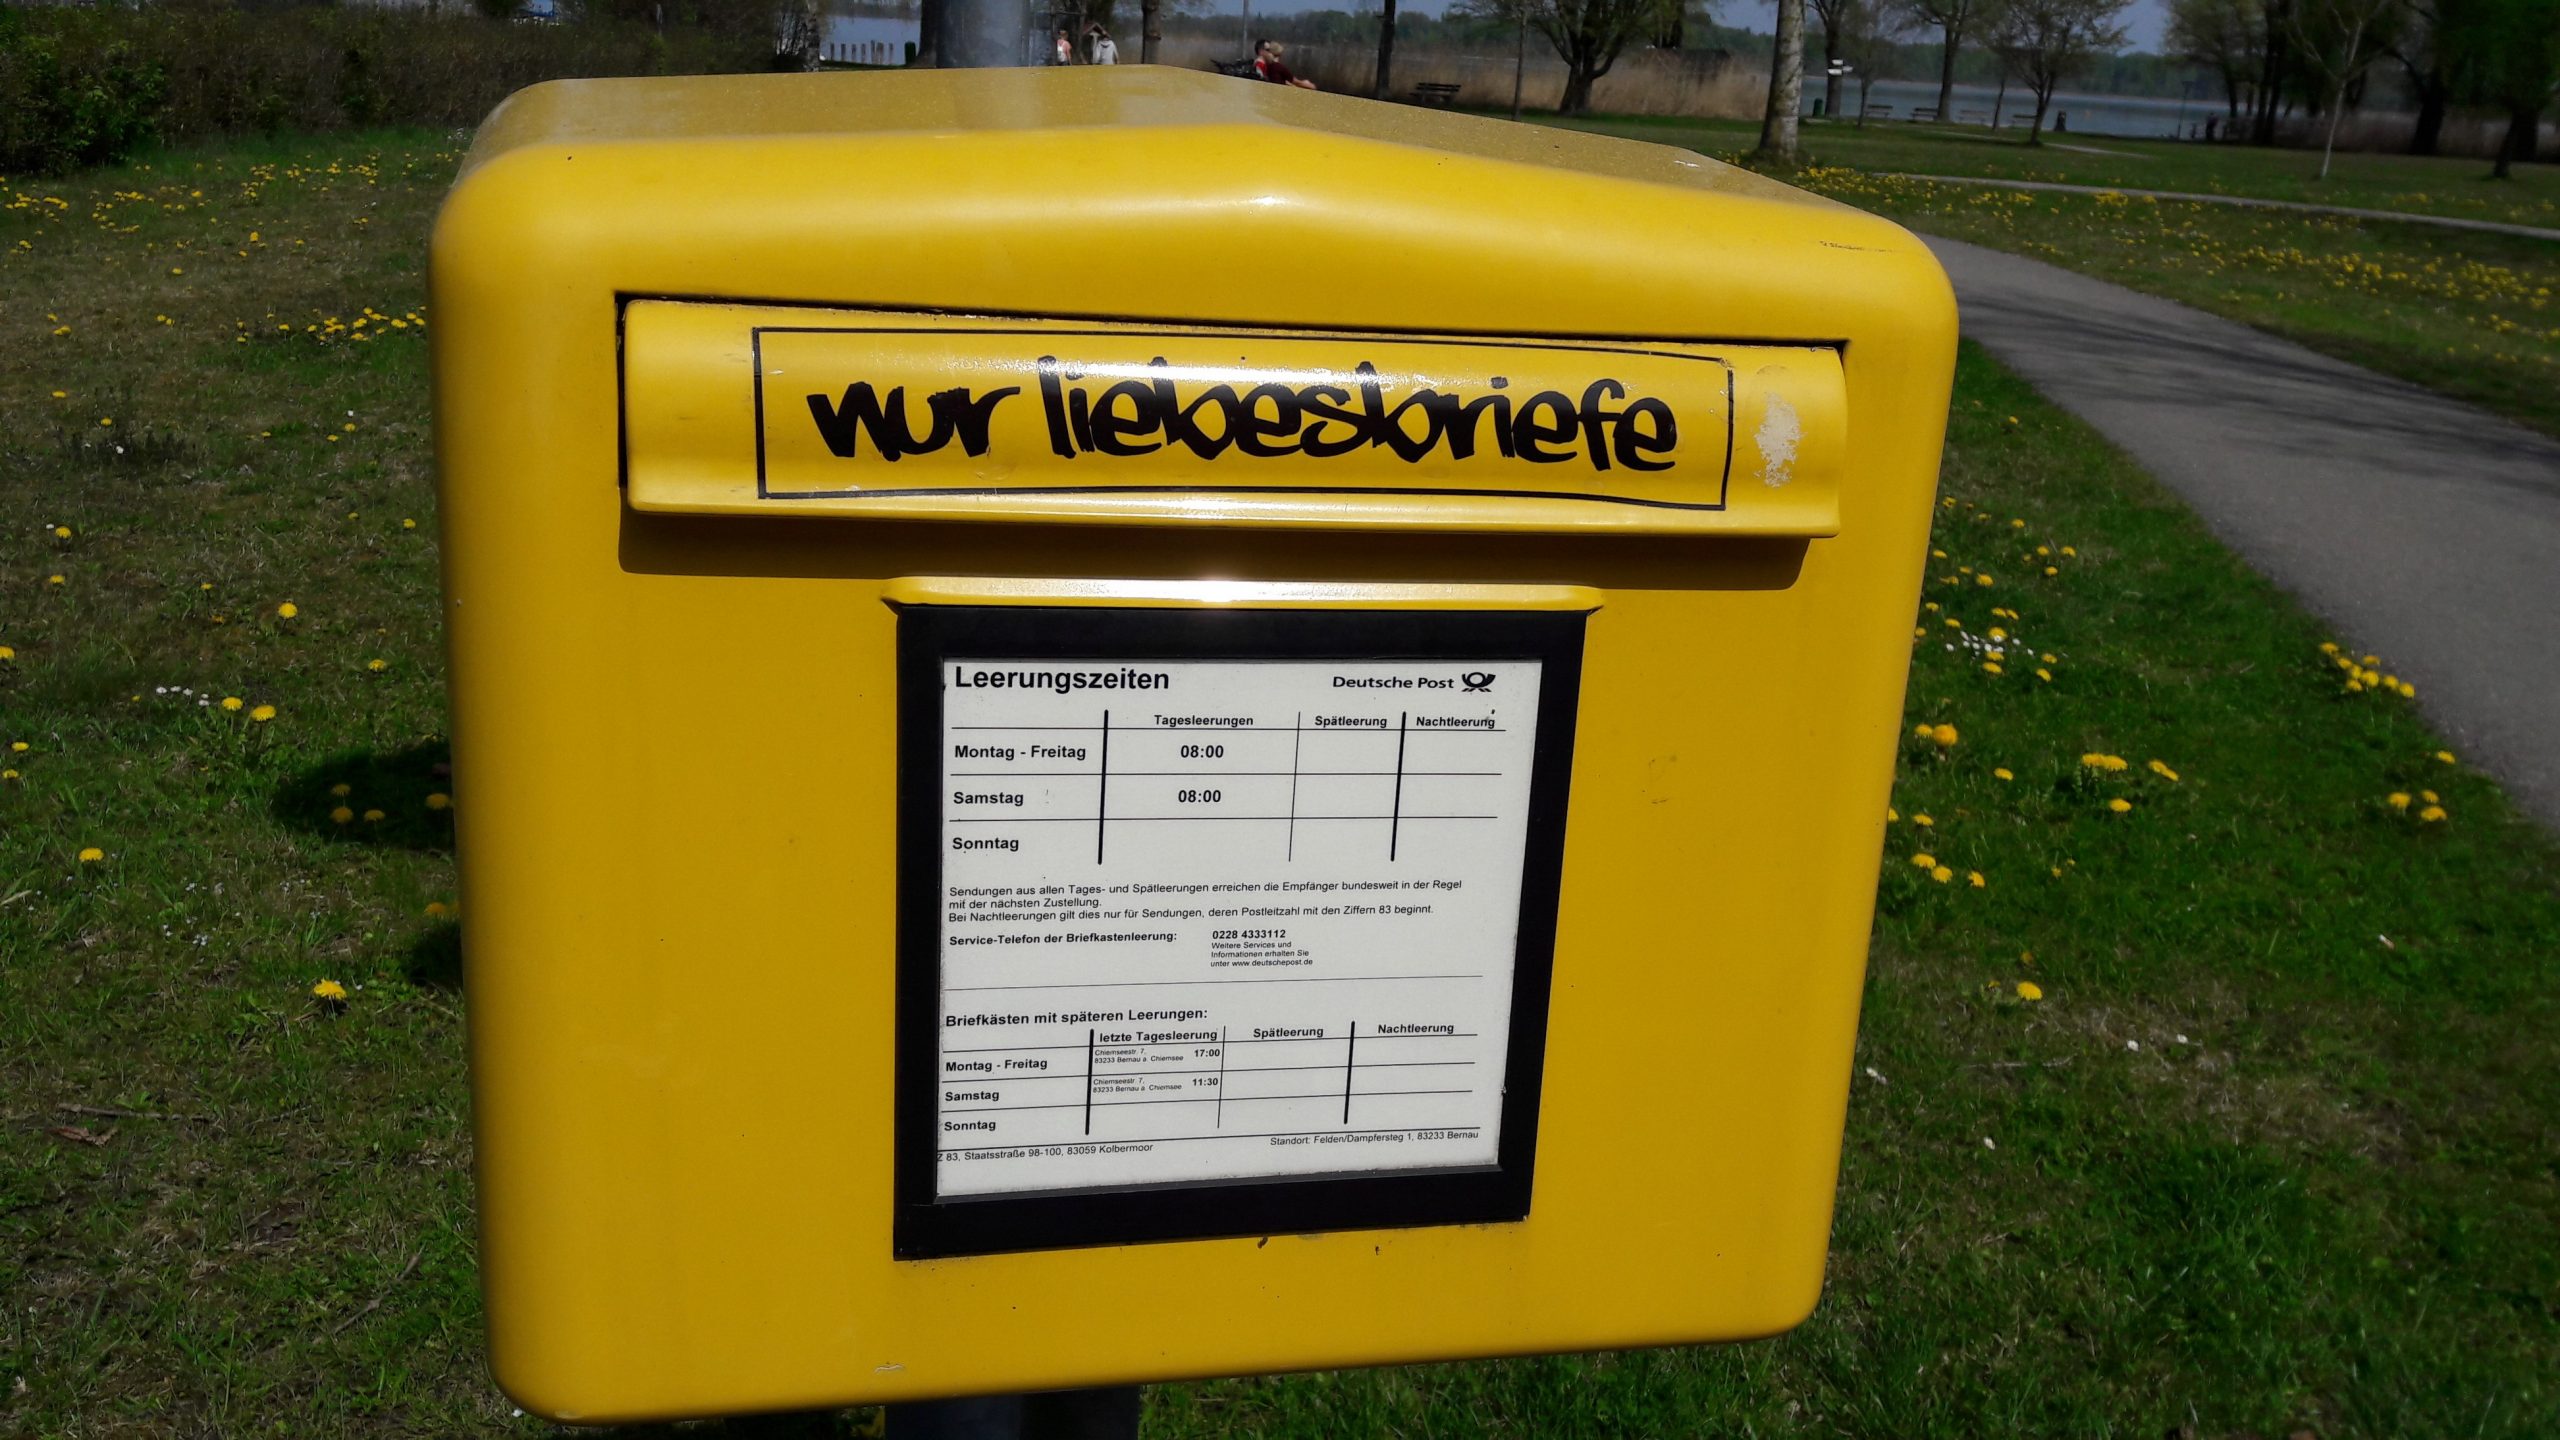 nur liebesbriefe
Leerungszeiten Deutsche Post
Tagesleerungen Spätleerung Nachtleerung
Montag - Freitag 08:00
Samstag 08:00
Sonntag
Sendungen aus allen Tages- und Spätleerungen erreichen die Empfänger bundesweit in der Regel
mit der nächsten Zustellung.
Bei Nachtleerungen gilt dies nur für Sendungen, deren Postleitzahl mit den Ziffern 83 beginnt.
Service-Telefon der Briefkastenleerung: 0228 4333112
Weitere Services und
Informationen erhalten Sie
unter www.deutschepost.de
Briefkästen mit späteren Leerungen:
letzte Tagesleerung Spätleerung Nachtleerung
Montag - Freitag Chiemseestr. 7, 17:00
83233 Bernau a Chiemsee
Samstag Chiemseestr. 7, 11:30
83233 Bernau a Chiemsee
Sonntag
Z 83, Staatsstraße 98-100, 83059 Kolbermoor Standort: Felden/Dampfersteg 1, 83233 Bernau